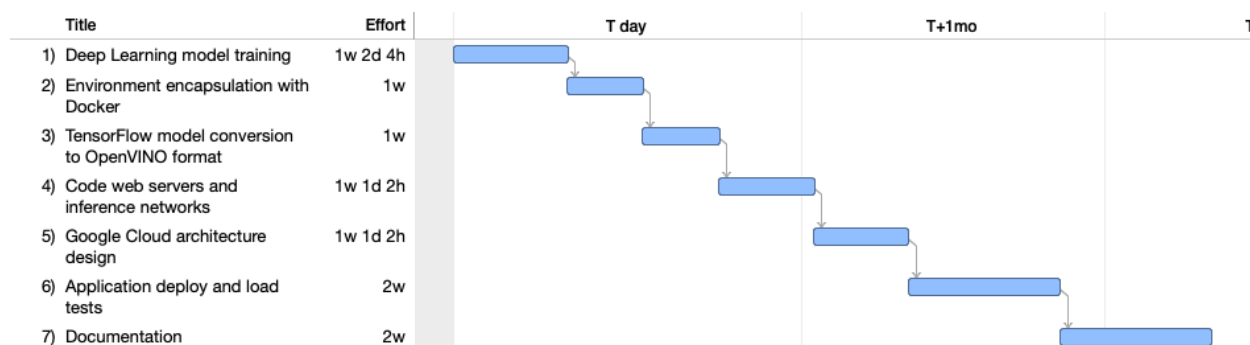 Title Effort T day T+1mo T
1) Deep Learning model training 1w 2d 4h
2) Environment encapsulation with 1w
Docker
3) TensorFlow model conversion 1w
to OpenVINO format
4) Code web servers and 1w 1d 2h
inference networks
5) Google Cloud architecture 1w 1d 2h
design
6) Application deploy and load 2w
tests
7) Documentation 2w